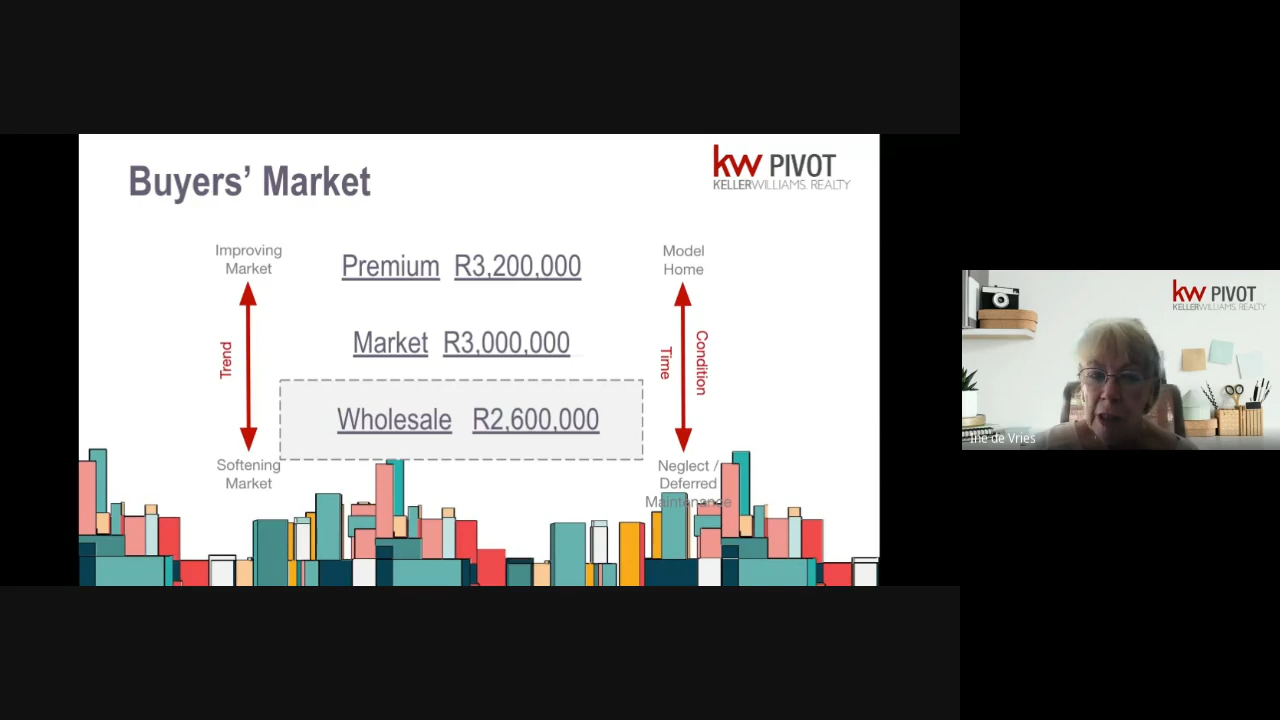 Buyers’ Market
kw PIVOT
KELLERWILLIAMS. REALTY
Improving
Market
Premium R3,200,000
Model
Home
Trend
Market R3,000,000
Time
Condition
Wholesale R2,600,000
Softening
Market
Neglect /
Deferred
Maintenance
kw PIVOT
KELLERWILLIAMS. REALTY
de Vries